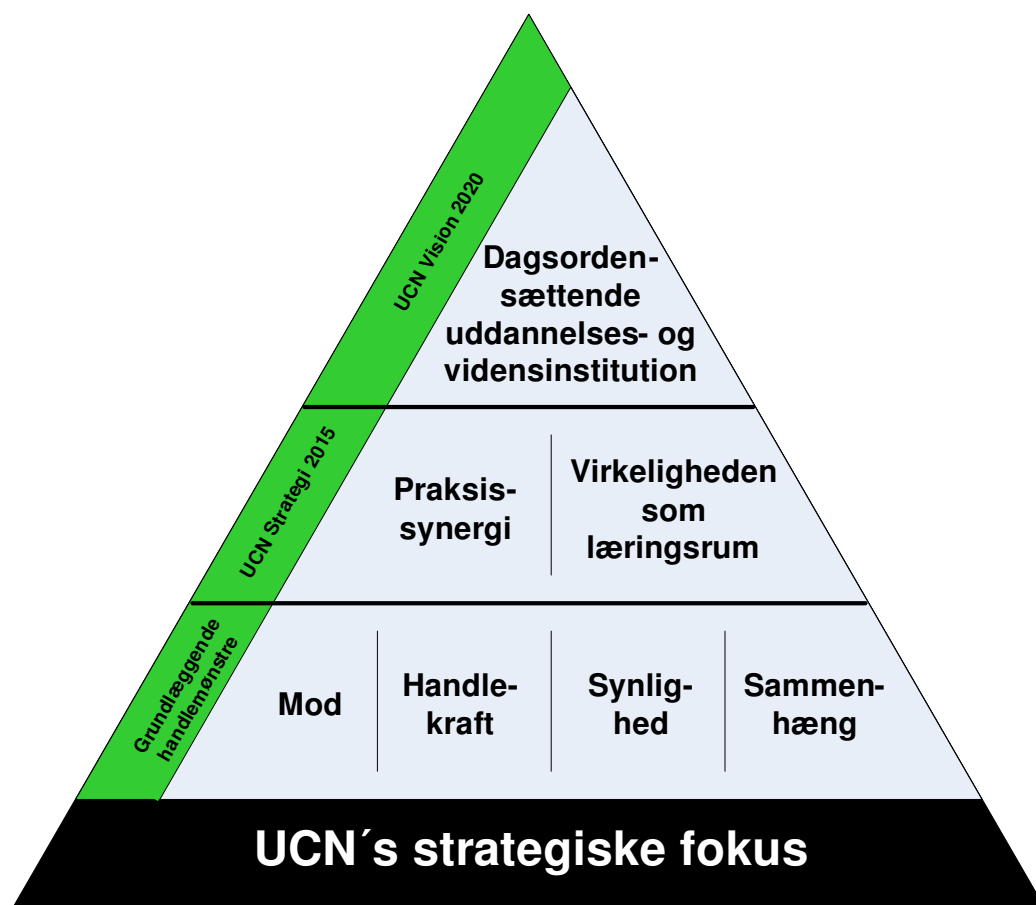 UCN Vision 2020
Dagsorden-
sættende
uddannelses- og
vidensinstitution
UCN Strategi 2015
Praksis-
synergi
Virkeligheden
som
læringsrum
Grundlæggende
handlemønstre
Mod
Handle-
kraft
Synlig-
hed
Sammen-
hæng
UCN´s strategiske fokus